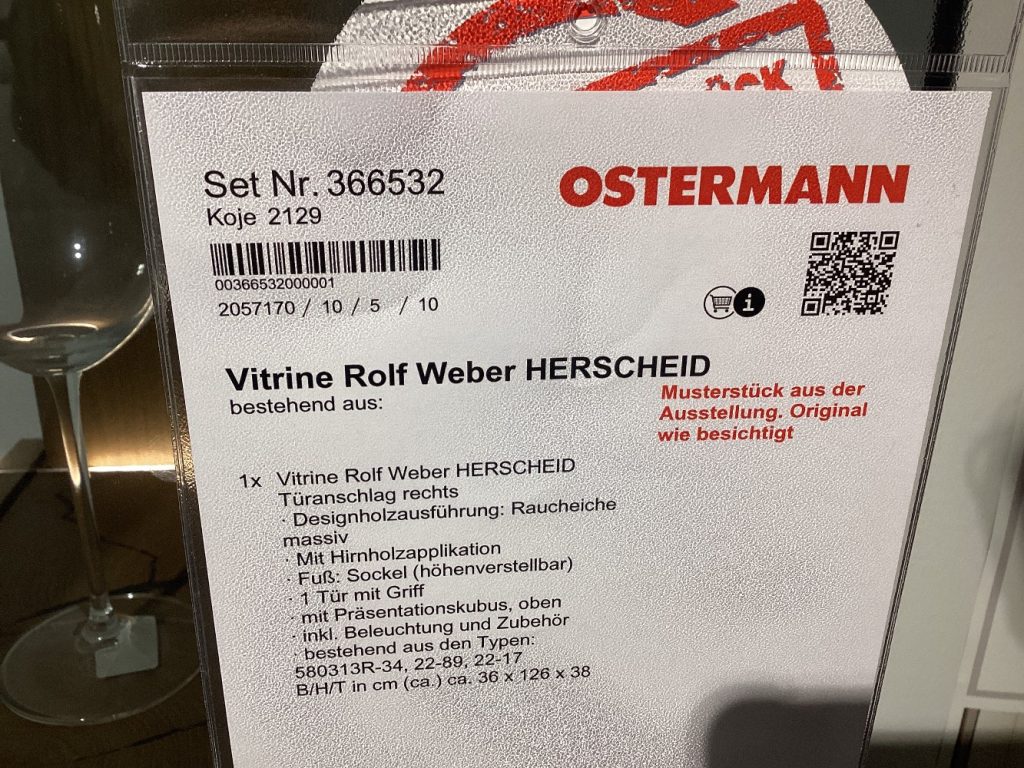 ÜCK
Set Nr. 366532
OSTERMANN
Koje 2129
00366532000001
2057170 / 10 / 5 / 10
i
Vitrine Rolf Weber HERSCHEID
bestehend aus:
Musterstück aus der
Ausstellung. Original
wie besichtigt
1x Vitrine Rolf Weber HERSCHEID
Türanschlag rechts
· Designholzausführung: Raucheiche
massiv
· Mit Hirnholzapplikation
· Fuß: Sockel (höhenverstellbar)
· 1 Tür mit Griff
· mit Präsentationskubus, oben
· inkl. Beleuchtung und Zubehör
· bestehend aus den Typen:
580313R-34, 22-89, 22-17
B/H/T in cm (ca.) ca. 36 x 126 x 38